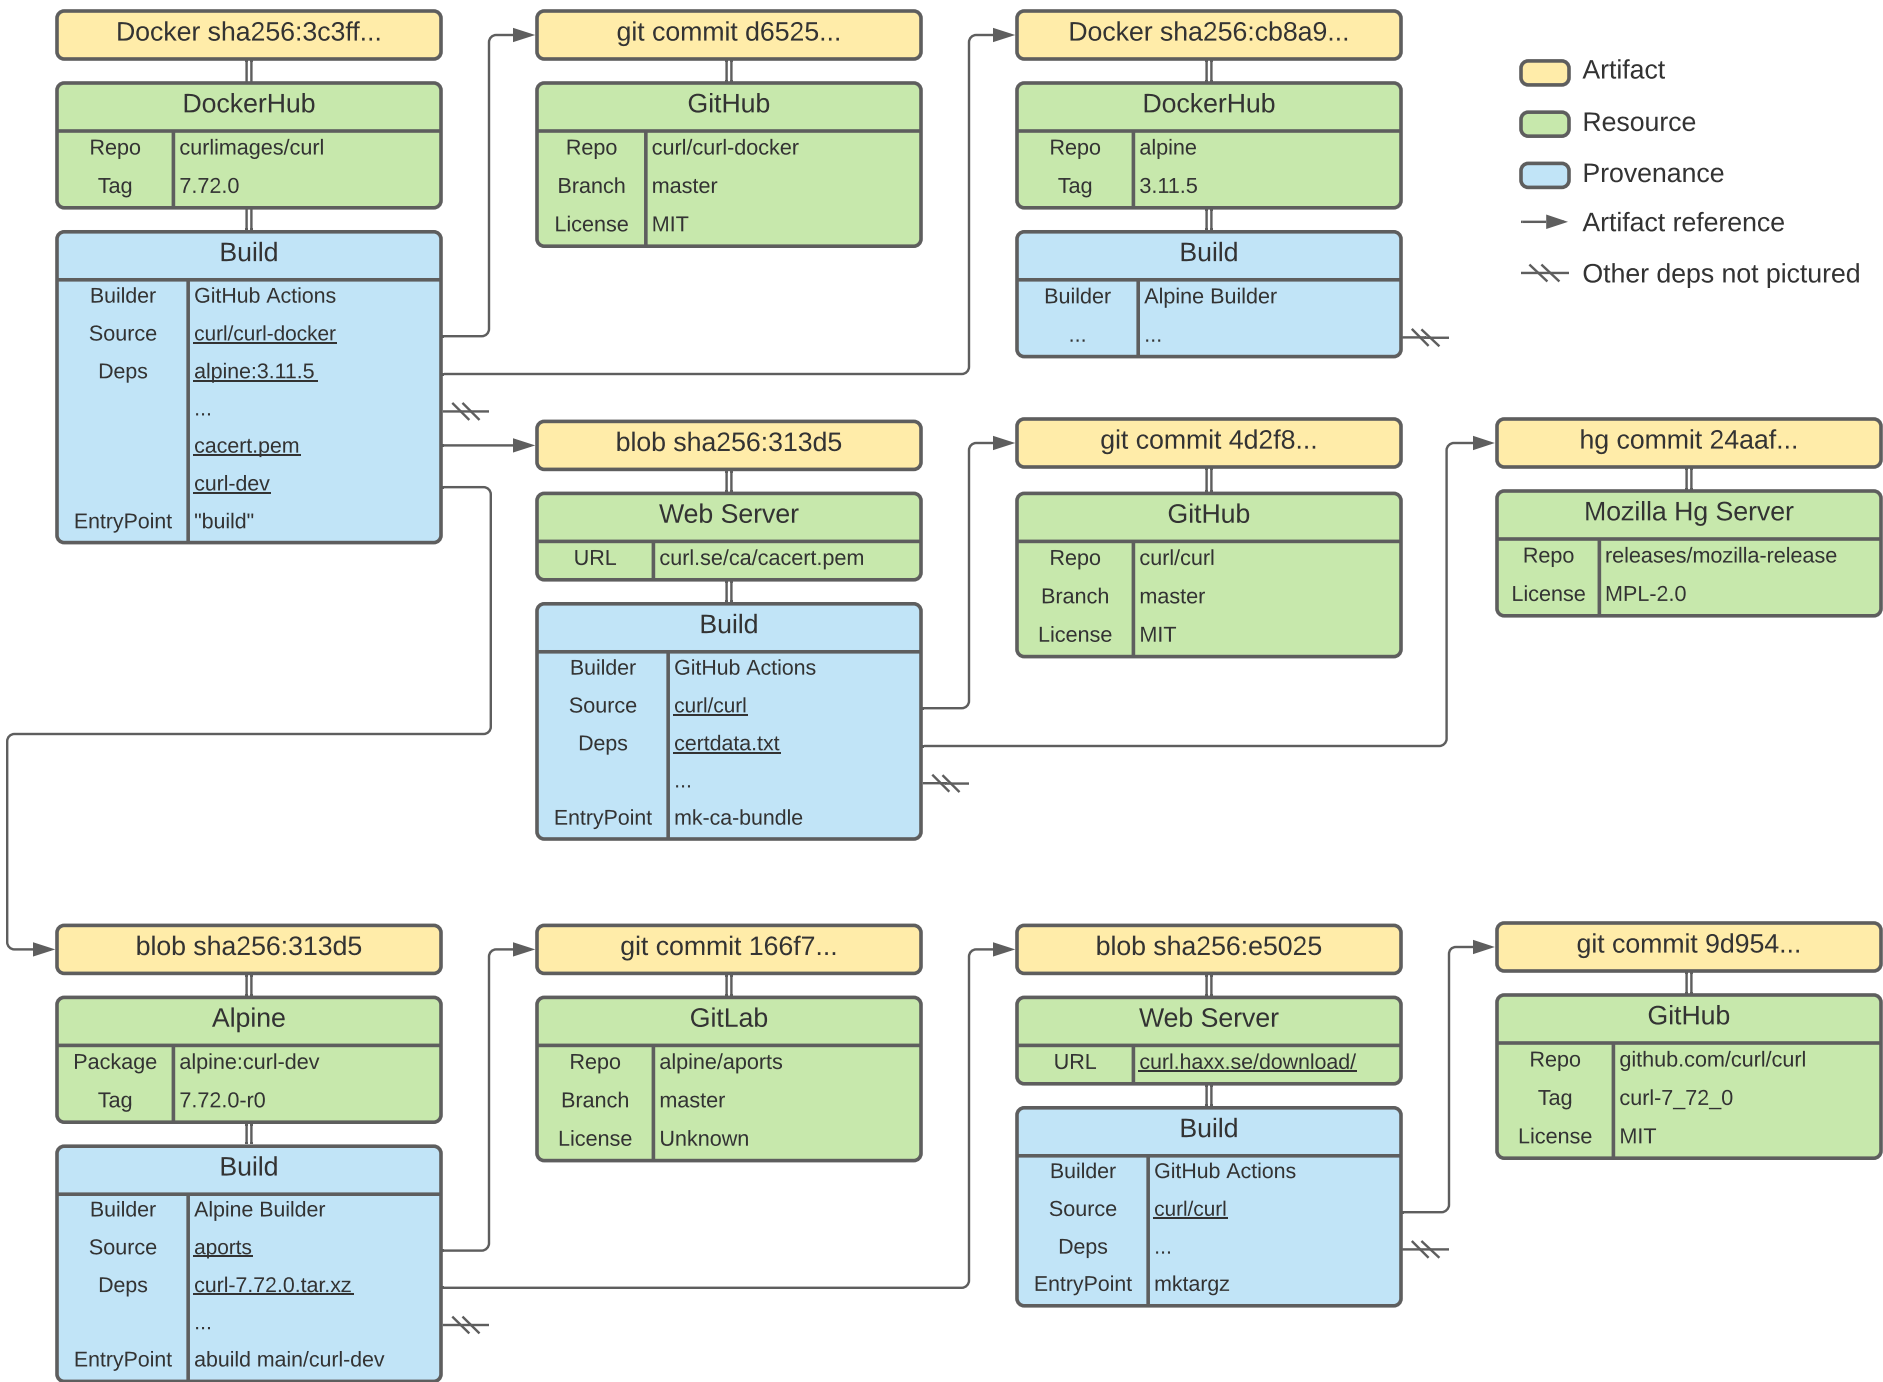 Docker sha256:3c3ff...
DockerHub
Repo curlimages/curl
Tag 7.72.0
Build
Builder GitHub Actions
Source curl/curl-docker
Deps alpine:3.11.5
...
cacert.pem
curl-dev
EntryPoint "build"
git commit d6525...
GitHub
Repo curl/curl-docker
Branch master
License MIT
Docker sha256:cb8a9...
DockerHub
Repo alpine
Tag 3.11.5
Build
Builder Alpine Builder
... ...
Artifact
Resource
Provenance
Artifact reference
Other deps not pictured
blob sha256:313d5
Web Server
URL curl.se/ca/cacert.pem
Build
Builder GitHub Actions
Source curl/curl
Deps certdata.txt
...
EntryPoint mk-ca-bundle
git commit 4d2f8...
GitHub
Repo curl/curl
Branch master
License MIT
hg commit 24aaf...
Mozilla Hg Server
Repo releases/mozilla-release
License MPL-2.0
blob sha256:313d5
Alpine
Package alpine:curl-dev
Tag 7.72.0-r0
Build
Builder Alpine Builder
Source aports
Deps curl-7.72.0.tar.xz
...
EntryPoint abuild main/curl-dev
git commit 166f7...
GitLab
Repo alpine/aports
Branch master
License Unknown
blob sha256:e5025
Web Server
URL curl.haxx.se/download/
Build
Builder GitHub Actions
Source curl/curl
Deps ...
EntryPoint mktargz
git commit 9d954...
GitHub
Repo github.com/curl/curl
Tag curl-7_72_0
License MIT